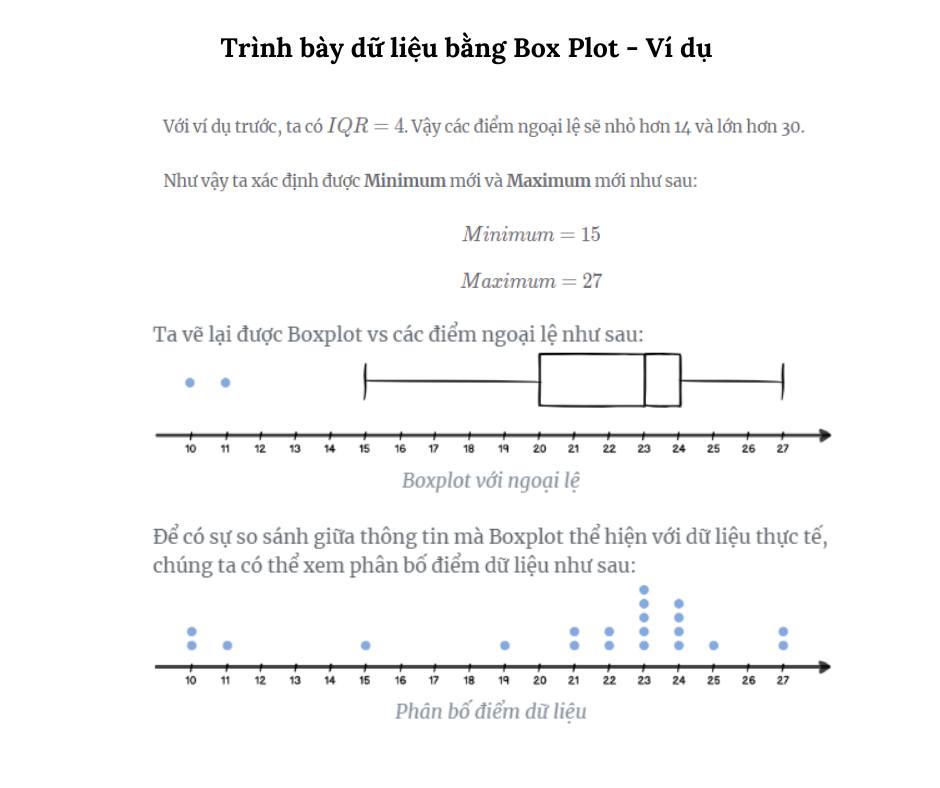 Trình bày dữ liệu bằng Box Plot - Ví dụ
Với ví dụ trước, ta có IQR = 4. Vậy các điểm ngoại lệ sẽ nhỏ hơn 14 và lớn hơn 30.
Như vậy ta xác định được Minimum mới và Maximum mới như sau:
Minimum = 15
Maximum = 27
Ta vẽ lại được Boxplot vs các điểm ngoại lệ như sau:
10 11 12 13 14 15 16 17 18 19 20 21 22 23 24 25 26 27
Boxplot với ngoại lệ
Để có sự so sánh giữa thông tin mà Boxplot thể hiện với dữ liệu thực tế,
chúng ta có thể xem phân bố điểm dữ liệu như sau:
10 11 12 13 14 15 16 17 18 19 20 21 22 23 24 25 26 27
Phân bố điểm dữ liệu